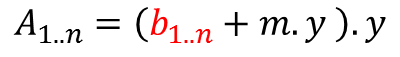 A₁..ₙ = (b₁..ₙ + m. y ). y